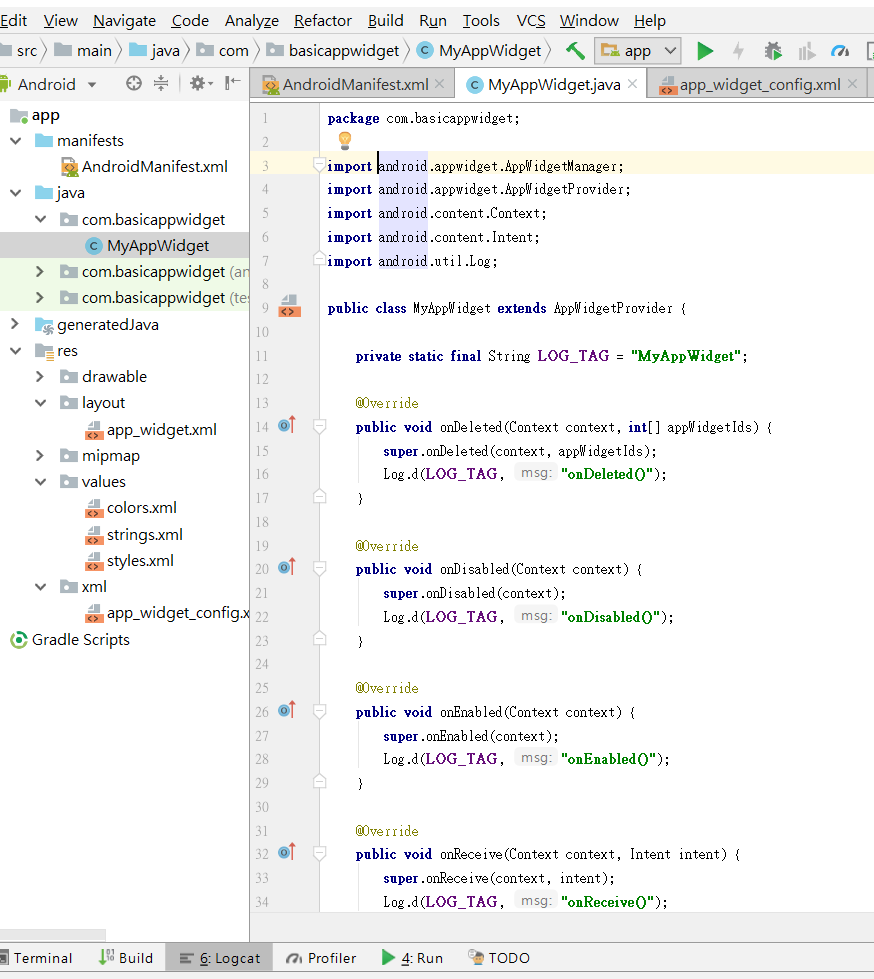 Edit View Navigate Code Analyze Refactor Build Run Tools VCS Window Help
src main java com basicappwidget MyAppWidget app
Android AndroidManifest.xml MyAppWidget.java app_widget_config.xml
app
manifests
AndroidManifest.xml
java
com.basicappwidget
MyAppWidget
com.basicappwidget (an
com.basicappwidget (te
generatedJava
res
drawable
layout
app_widget.xml
mipmap
values
colors.xml
strings.xml
styles.xml
xml
app_widget_config.x
Gradle Scripts
1 package com.basicappwidget;
2
3 import android.appwidget.AppWidgetManager;
4 import android.appwidget.AppWidgetProvider;
5 import android.content.Context;
6 import android.content.Intent;
7 import android.util.Log;
8
9 public class MyAppWidget extends AppWidgetProvider {
10
11 private static final String LOG_TAG = "MyAppWidget";
12
13 @Override
14 public void onDeleted(Context context, int[] appWidgetIds) {
15 super.onDeleted(context, appWidgetIds);
16 Log.d(LOG_TAG, msg: "onDeleted()");
17 }
18
19 @Override
20 public void onDisabled(Context context) {
21 super.onDisabled(context);
22 Log.d(LOG_TAG, msg: "onDisabled()");
23 }
24
25 @Override
26 public void onEnabled(Context context) {
27 super.onEnabled(context);
28 Log.d(LOG_TAG, msg: "onEnabled()");
29 }
30
31 @Override
32 public void onReceive(Context context, Intent intent) {
33 super.onReceive(context, intent);
34 Log.d(LOG_TAG, msg: "onReceive()");
Terminal Build 6: Logcat Profiler 4: Run TODO